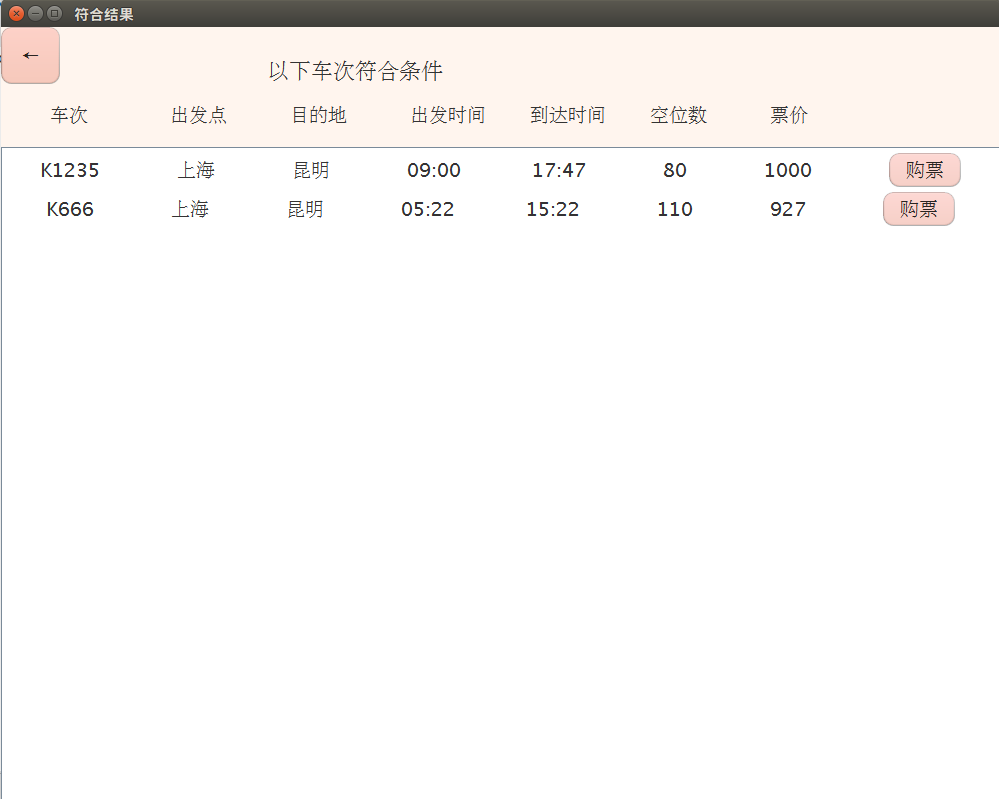 符合结果
←
以下车次符合条件
车次 出发点 目的地 出发时间 到达时间 空位数 票价
K1235 上海 昆明 09:00 17:47 80 1000 购票
K666 上海 昆明 05:22 15:22 110 927 购票